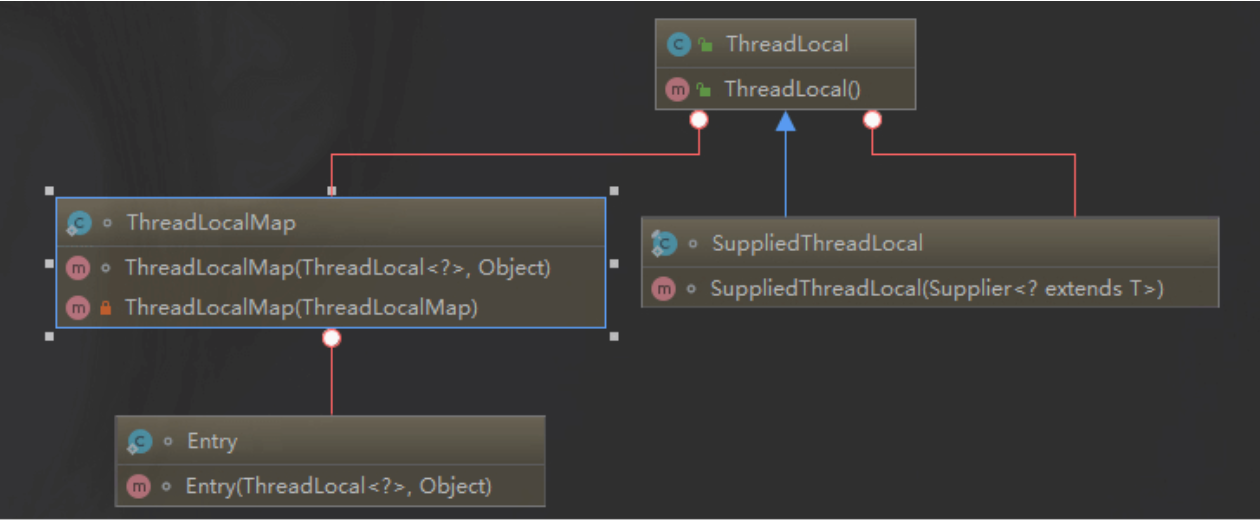 ThreadLocal
ThreadLocal()
ThreadLocalMap
ThreadLocalMap(ThreadLocal<?>, Object)
ThreadLocalMap(ThreadLocalMap)
SuppliedThreadLocal
SuppliedThreadLocal(Supplier<? extends T>)
Entry
Entry(ThreadLocal<?>, Object)